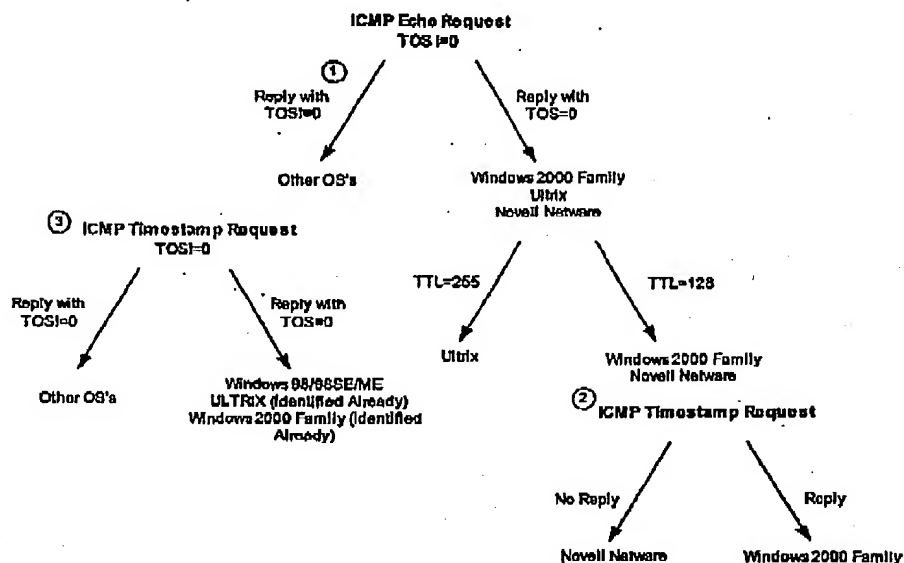 ICMP Echo Request
TOS!=0
①
Reply with
TOS!=0
Reply with
TOS=0
Other OS's
Windows 2000 Family
Ultrix
Novell Netware
③ ICMP Timestamp Request
TOS!=0
TTL=255
TTL=128
Reply with
TOS!=0
Reply with
TOS=0
Ultrix
Windows 2000 Family
Novell Netware
Other OS's
Windows 98/98SE/ME
ULTRIX (Identified Already)
Windows 2000 Family (Identified
Already)
② ICMP Timestamp Request
No Reply
Reply
Novell Netware
Windows 2000 Family